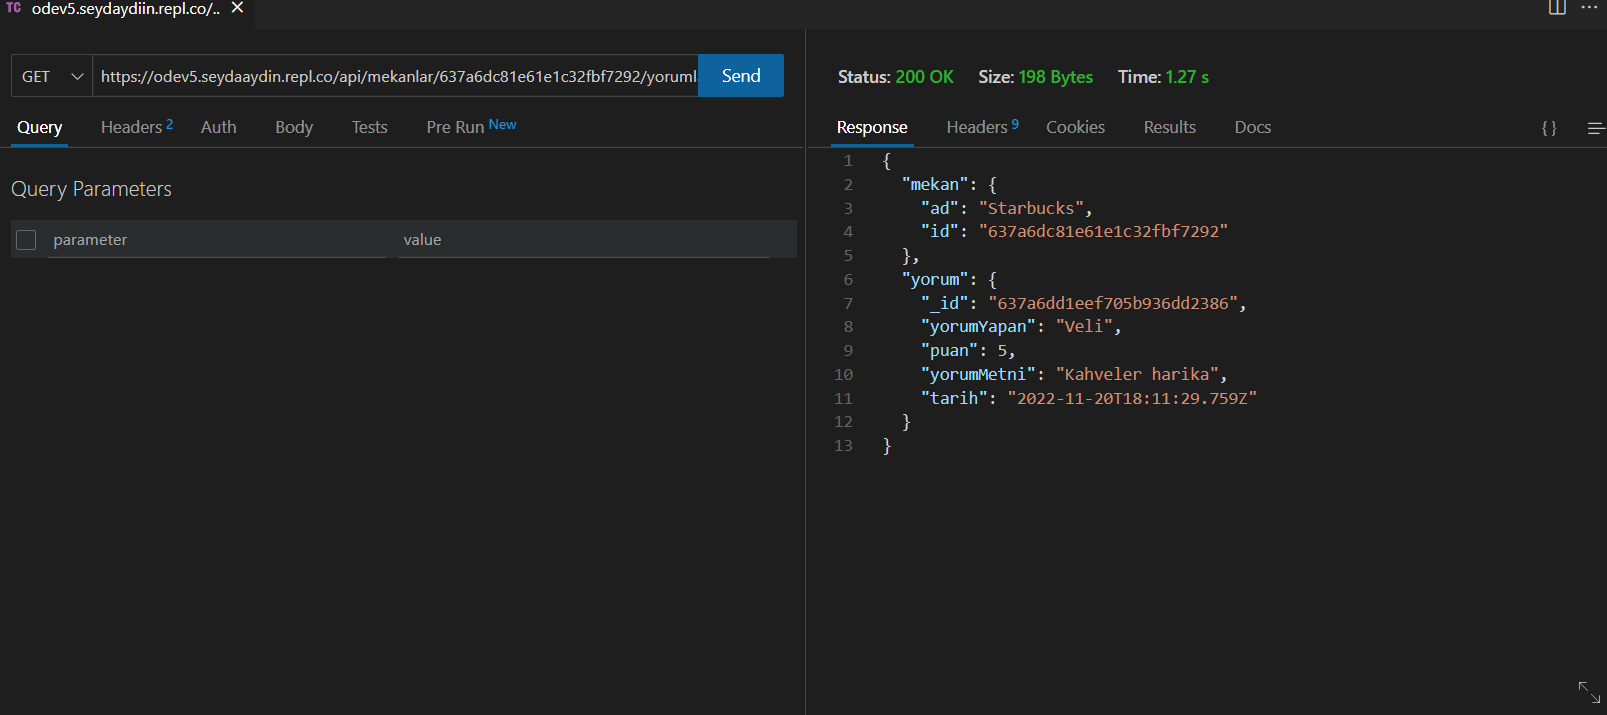 TC odev5.seydaydiin.repl.co/..
GET https://odev5.seydaaydin.repl.co/api/mekanlar/637a6dc81e61e1c32fbf7292/yoruml Send
Query Headers 2 Auth Body Tests Pre Run New
Query Parameters
parameter value
Status: 200 OK Size: 198 Bytes Time: 1.27 s
Response Headers 9 Cookies Results Docs { }
1 {
2 "mekan": {
3 "ad": "Starbucks",
4 "id": "637a6dc81e61e1c32fbf7292"
5 },
6 "yorum": {
7 "_id": "637a6dd1eef705b936dd2386",
8 "yorumYapan": "Veli",
9 "puan": 5,
10 "yorumMetni": "Kahveler harika",
11 "tarih": "2022-11-20T18:11:29.759Z"
12 }
13 }